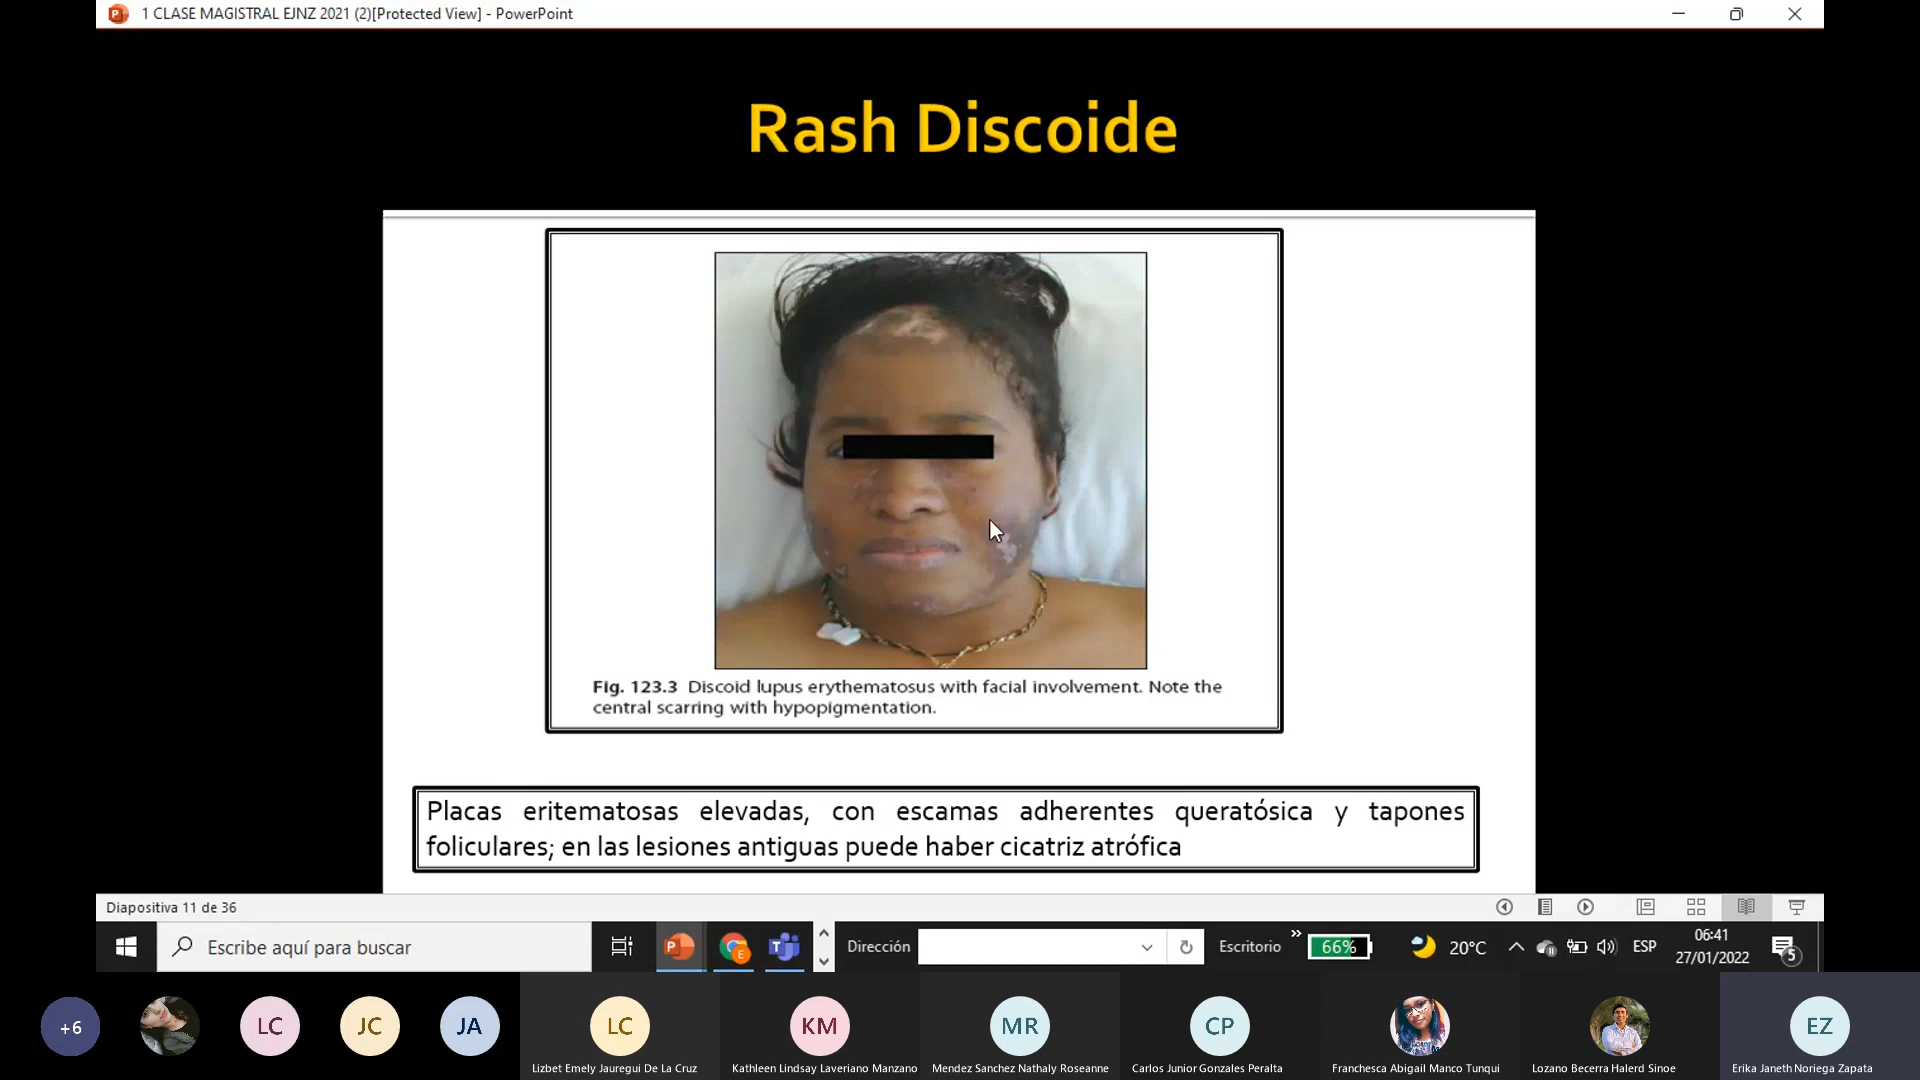 1 CLASE MAGISTRAL EJNZ 2021 (2)[Protected View] - PowerPoint
Rash Discoide
Fig. 123.3 Discoid lupus erythematosus with facial involvement. Note the
central scarring with hypopigmentation.
Placas eritematosas elevadas, con escamas adherentes queratósica y tapones
foliculares; en las lesiones antiguas puede haber cicatriz atrófica
Diapositiva 11 de 36
Escribe aquí para buscar
Dirección
Escritorio
66%
20°C
ESP
06:41
27/01/2022
5
+6
LC
JC
JA
LC
KM
MR
CP
EZ
Lizbet Emely Jauregui De La Cruz
Kathleen Lindsay Laveriano Manzano
Mendez Sanchez Nathaly Roseanne
Carlos Junior Gonzales Peralta
Franchesca Abigail Manco Tunqui
Lozano Becerra Halerd Sinoe
Erika Janeth Noriega Zapata